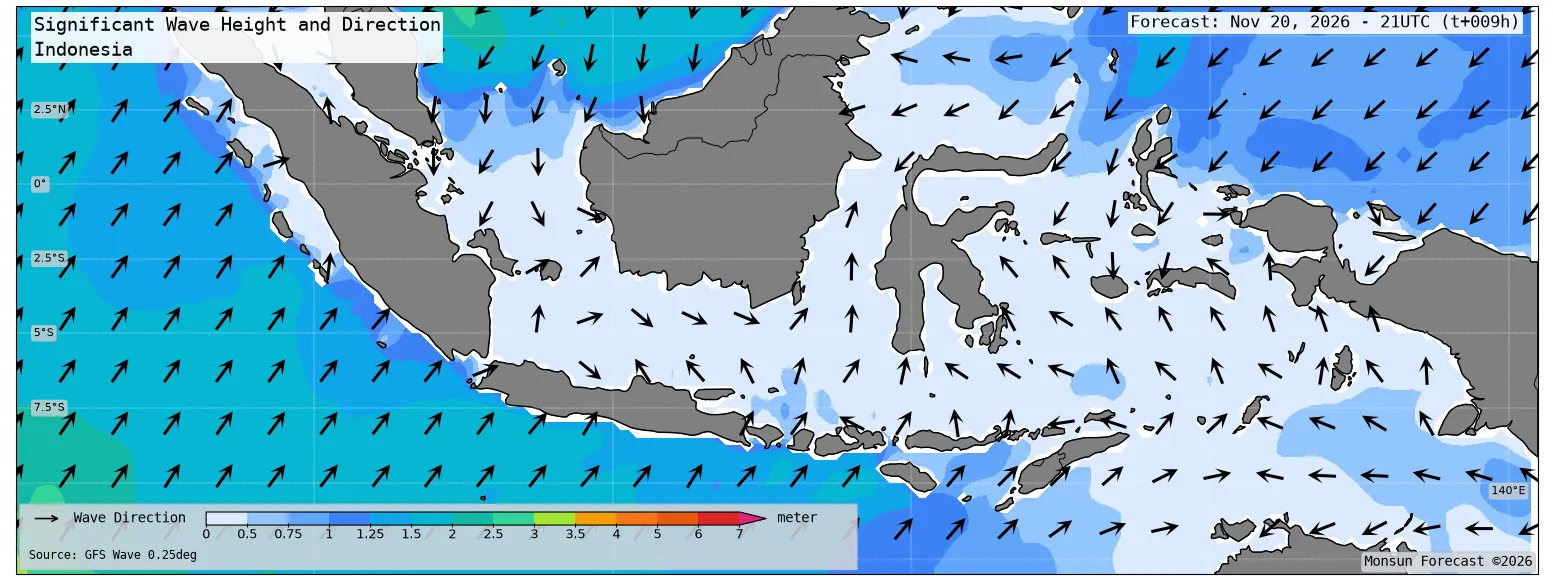 Significant Wave Height and Direction
Indonesia
Forecast: Nov 20, 2026 - 21UTC (t+009h)
2.5°N
0°
2.5°S
5°S
7.5°S
140°E
Wave Direction
meter
0 0.5 0.75 1 1.25 1.5 2 2.5 3 3.5 4 5 6 7
Source: GFS Wave 0.25deg
Monsun Forecast ©2026